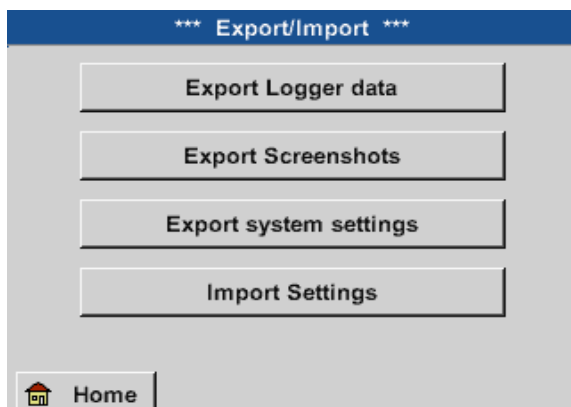 *** Export/Import ***
Export Logger data
Export Screenshots
Export system settings
Import Settings
Home